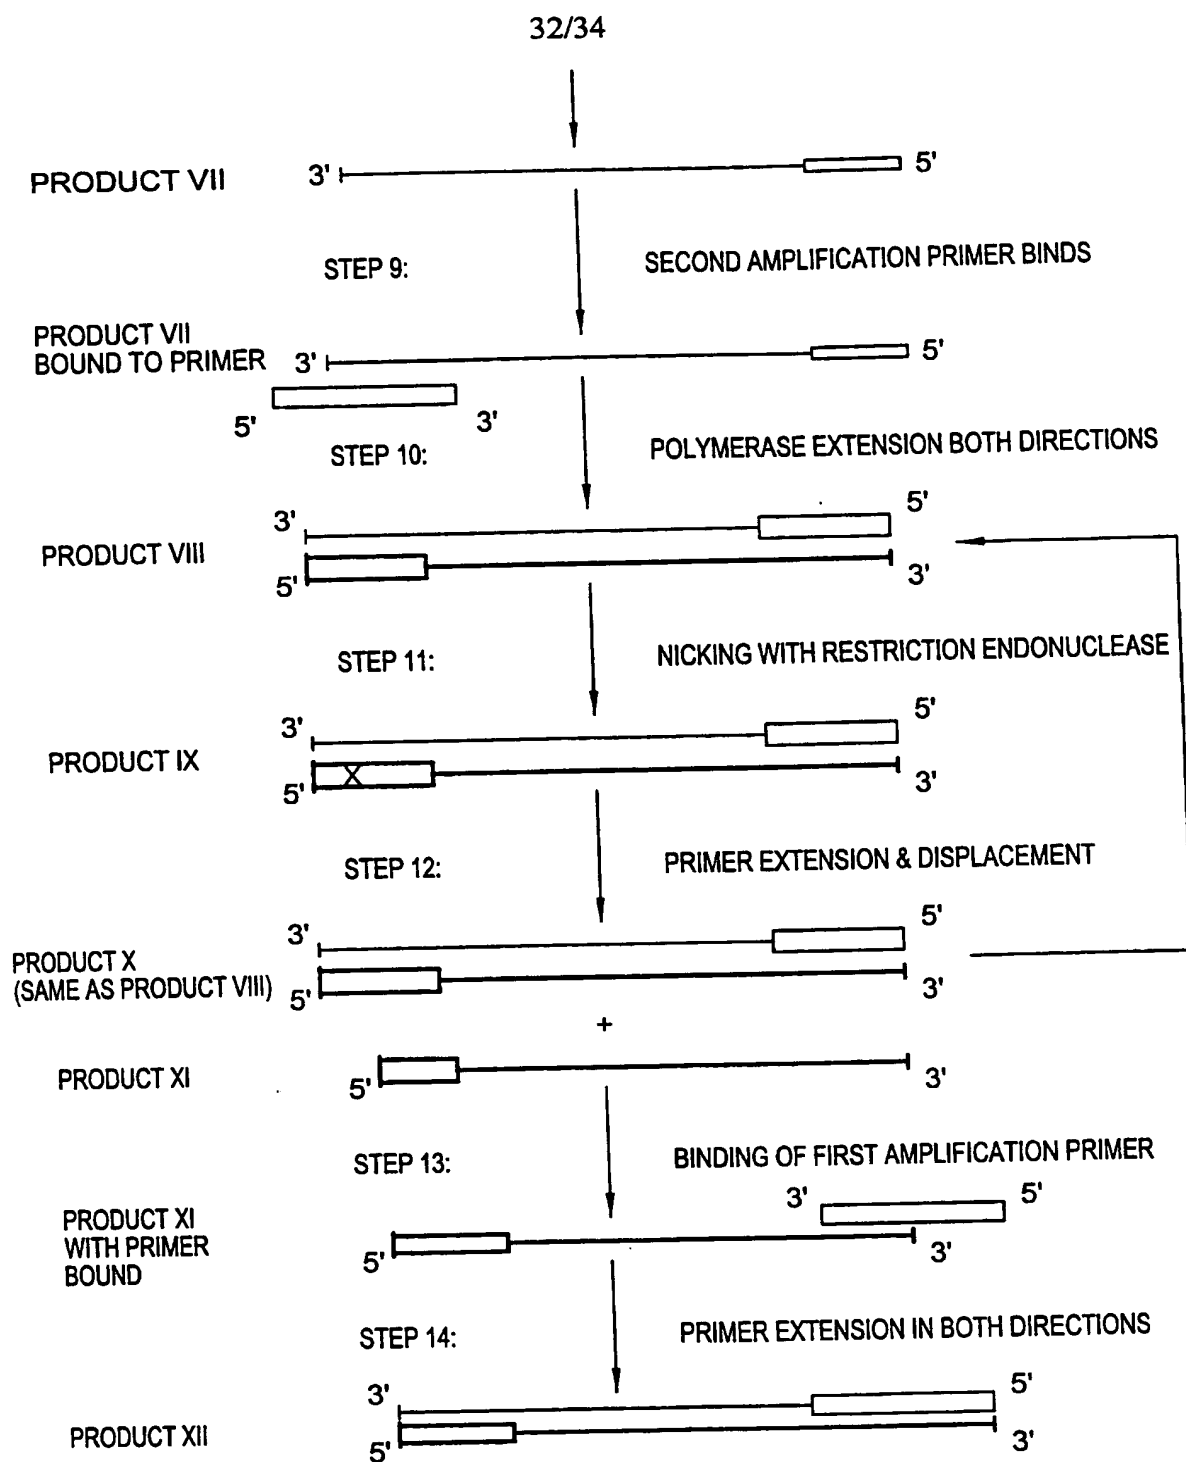 32/34
PRODUCT VII 3' 5'
STEP 9: SECOND AMPLIFICATION PRIMER BINDS
PRODUCT VII
BOUND TO PRIMER 3' 5'
5' 3'
STEP 10: POLYMERASE EXTENSION BOTH DIRECTIONS
3' 5'
PRODUCT VIII
5' 3'
STEP 11: NICKING WITH RESTRICTION ENDONUCLEASE
3' 5'
PRODUCT IX
X
5' 3'
STEP 12: PRIMER EXTENSION & DISPLACEMENT
3' 5'
PRODUCT X
(SAME AS PRODUCT VIII) 5' 3'
+
PRODUCT XI 5' 3'
STEP 13: BINDING OF FIRST AMPLIFICATION PRIMER
3' 5'
PRODUCT XI
WITH PRIMER
BOUND
5' 3'
STEP 14: PRIMER EXTENSION IN BOTH DIRECTIONS
3' 5'
PRODUCT XII
5' 3'